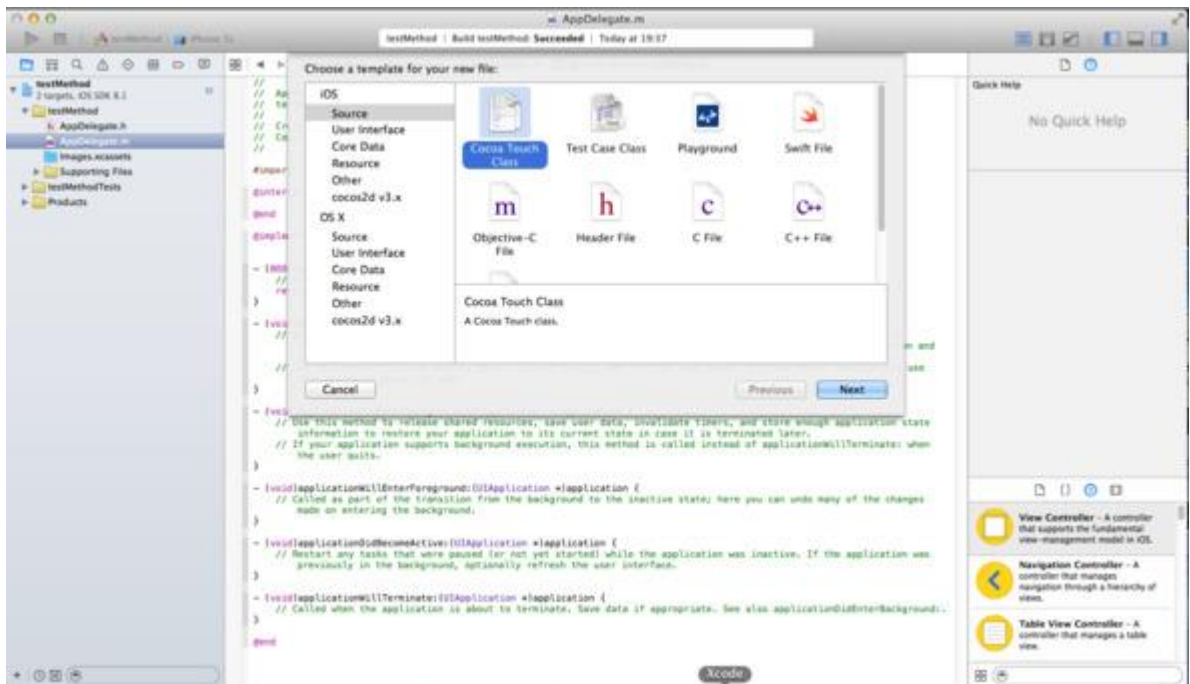 AppDelegate.m
testMethod
Build testMethod: Succeeded
Today at 19:37
testMethod
2 targets, iOS SDK 8.1
testMethod
AppDelegate.h
AppDelegate.m
Images.xcassets
Supporting Files
testMethodTests
Products
Choose a template for your new file:
iOS
Source
User Interface
Core Data
Resource
Other
cocos2d v3.x
OS X
Source
User Interface
Core Data
Resource
Other
cocos2d v3.x
Cocoa Touch
Class
Test Case Class
Playground
Swift File
m
h
c
C++
Objective-C
File
Header File
C File
C++ File
Cocoa Touch Class
A Cocoa Touch class.
Cancel
Previous
Next
// Use this method to release shared resources, save user data, invalidate timers, and store enough application state
information to restore your application to its current state in case it is terminated later.
// If your application supports background execution, this method is called instead of applicationWillTerminate: when
the user quits.
}
- (void)applicationWillEnterForeground:(UIApplication *)application {
// Called as part of the transition from the background to the inactive state; here you can undo many of the changes
made on entering the background.
}
- (void)applicationDidBecomeActive:(UIApplication *)application {
// Restart any tasks that were paused (or not yet started) while the application was inactive. If the application was
previously in the background, optionally refresh the user interface.
}
- (void)applicationWillTerminate:(UIApplication *)application {
// Called when the application is about to terminate. Save data if appropriate. See also applicationDidEnterBackground:.
}
@end
Quick Help
No Quick Help
View Controller - A controller
that supports the fundamental
view-management model in iOS.
Navigation Controller - A
controller that manages
navigation through a hierarchy of
views.
Table View Controller - A
controller that manages a table
view.
Xcode